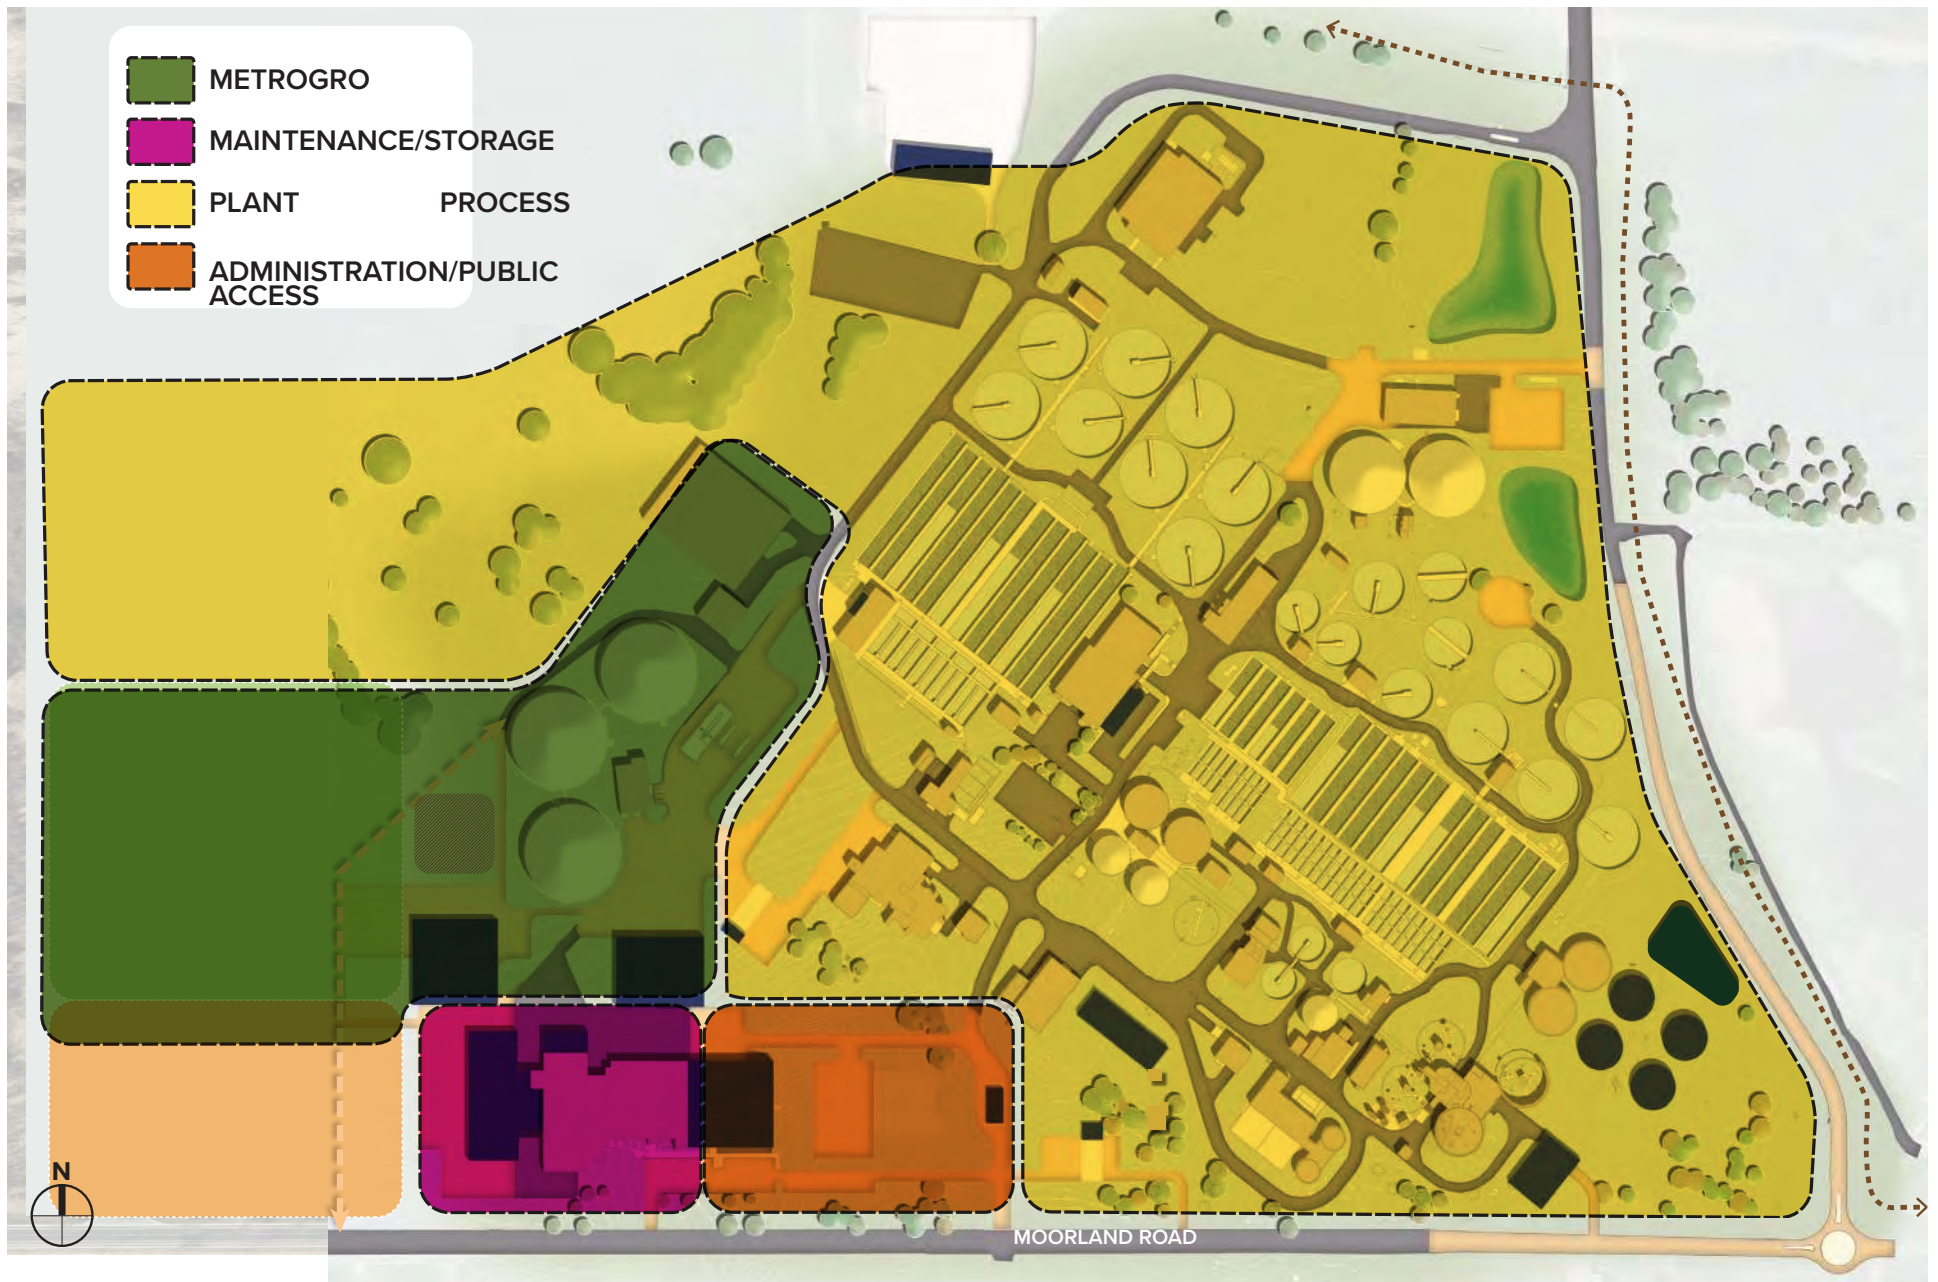 METROGRO
MAINTENANCE/STORAGE
PLANT PROCESS
ADMINISTRATION/PUBLIC
ACCESS
N
MOORLAND ROAD